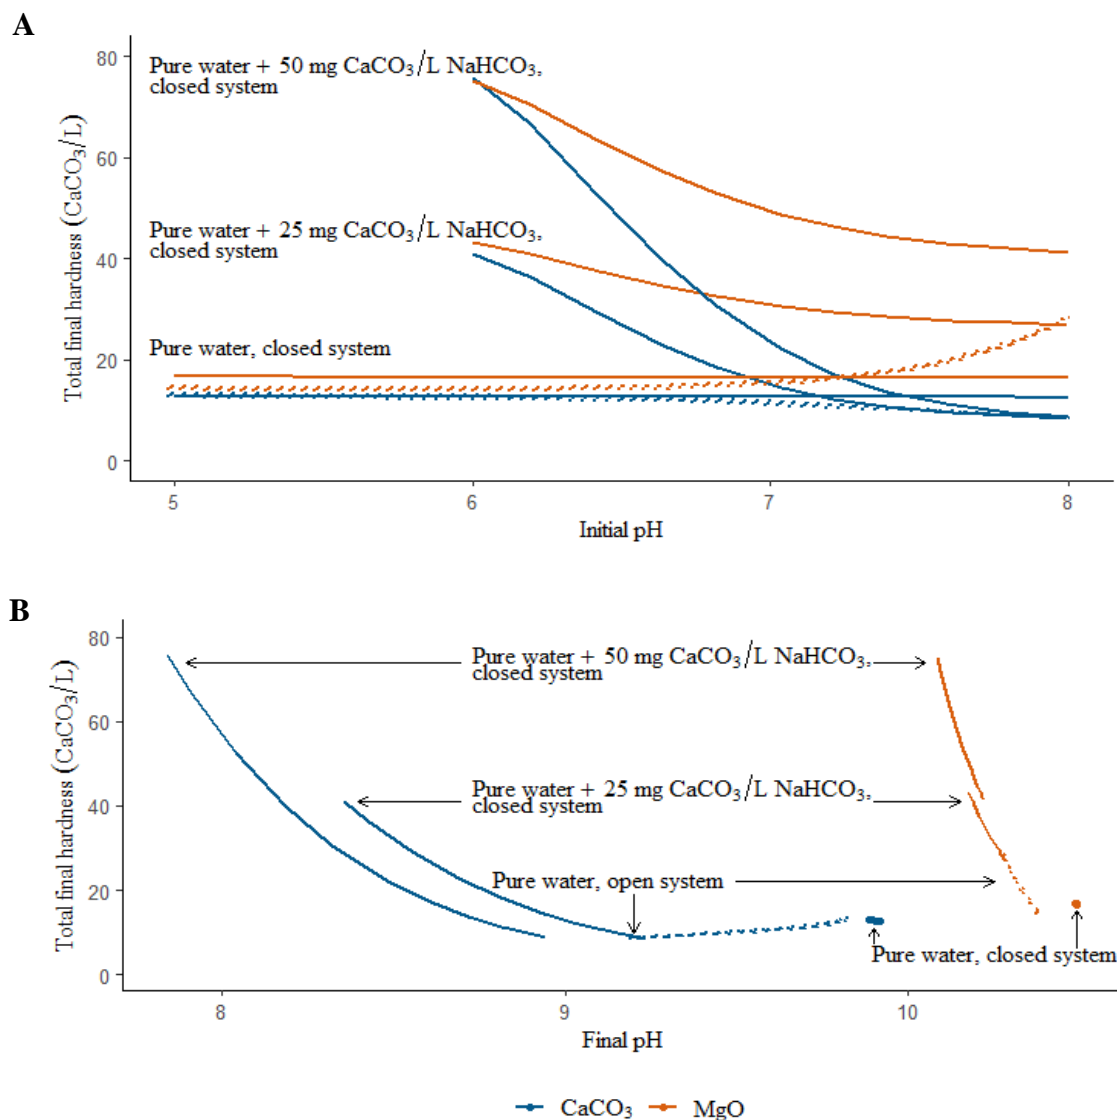 A
Total final hardness (CaCO₃/L)
80
60
40
20
0
Pure water + 50 mg CaCO₃/L NaHCO₃,
closed system
Pure water + 25 mg CaCO₃/L NaHCO₃,
closed system
Pure water, closed system
5 6 7 8
Initial pH
B
Total final hardness (CaCO₃/L)
80
60
40
20
0
Pure water + 50 mg CaCO₃/L NaHCO₃,
closed system
Pure water + 25 mg CaCO₃/L NaHCO₃,
closed system
Pure water, open system
Pure water, closed system
8 9 10
Final pH
CaCO₃ MgO